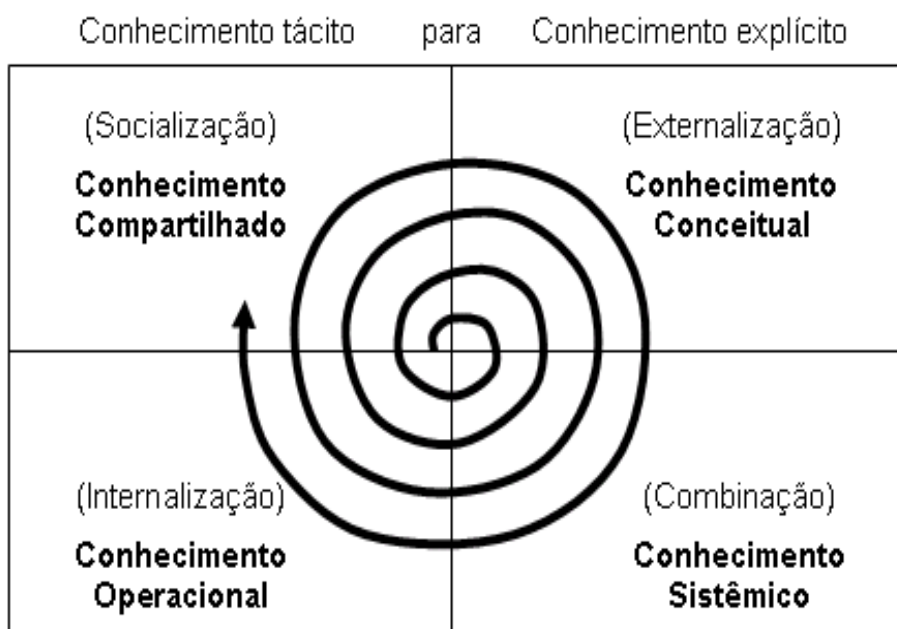 Conhecimento tácito para Conhecimento explícito
(Socialização)
Conhecimento
Compartilhado
(Externalização)
Conhecimento
Conceitual
(Internalização)
Conhecimento
Operacional
(Combinação)
Conhecimento
Sistêmico